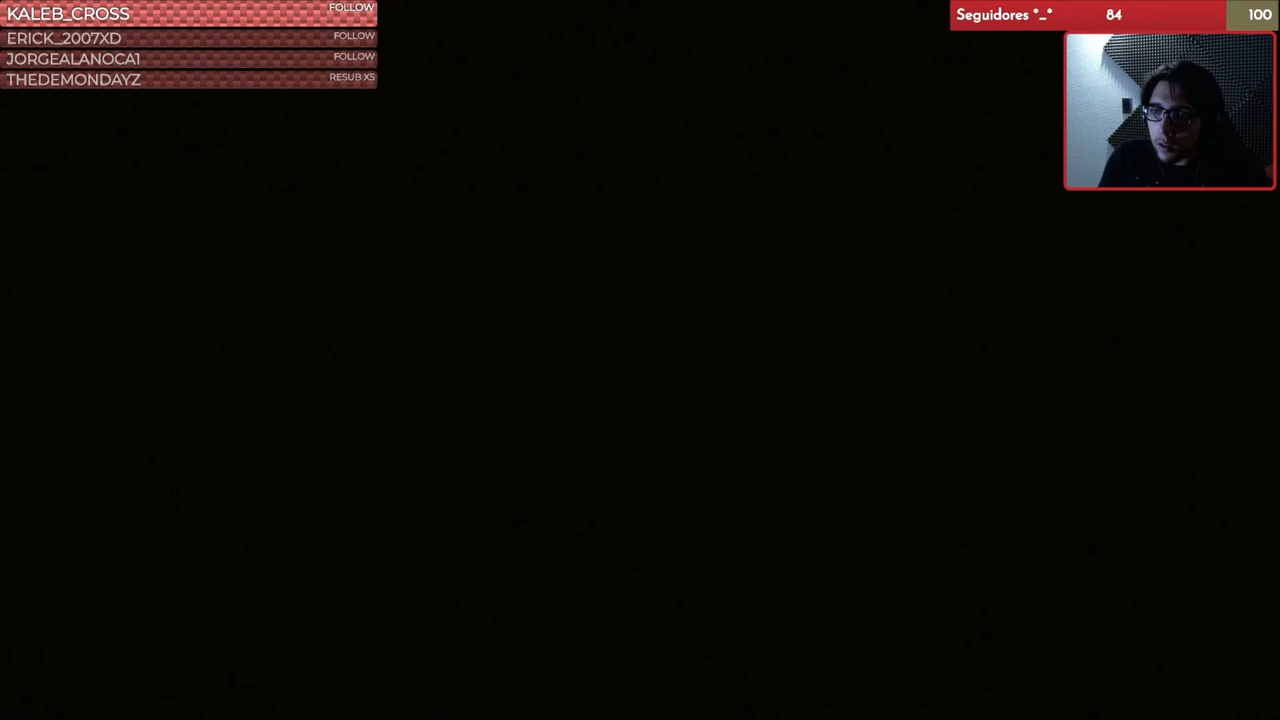 KALEB_CROSS FOLLOW
ERICK_2007XD FOLLOW
JORGEALANOCA1 FOLLOW
THEDEMONDAYZ RESUB X5
Seguidores *_* 84 100